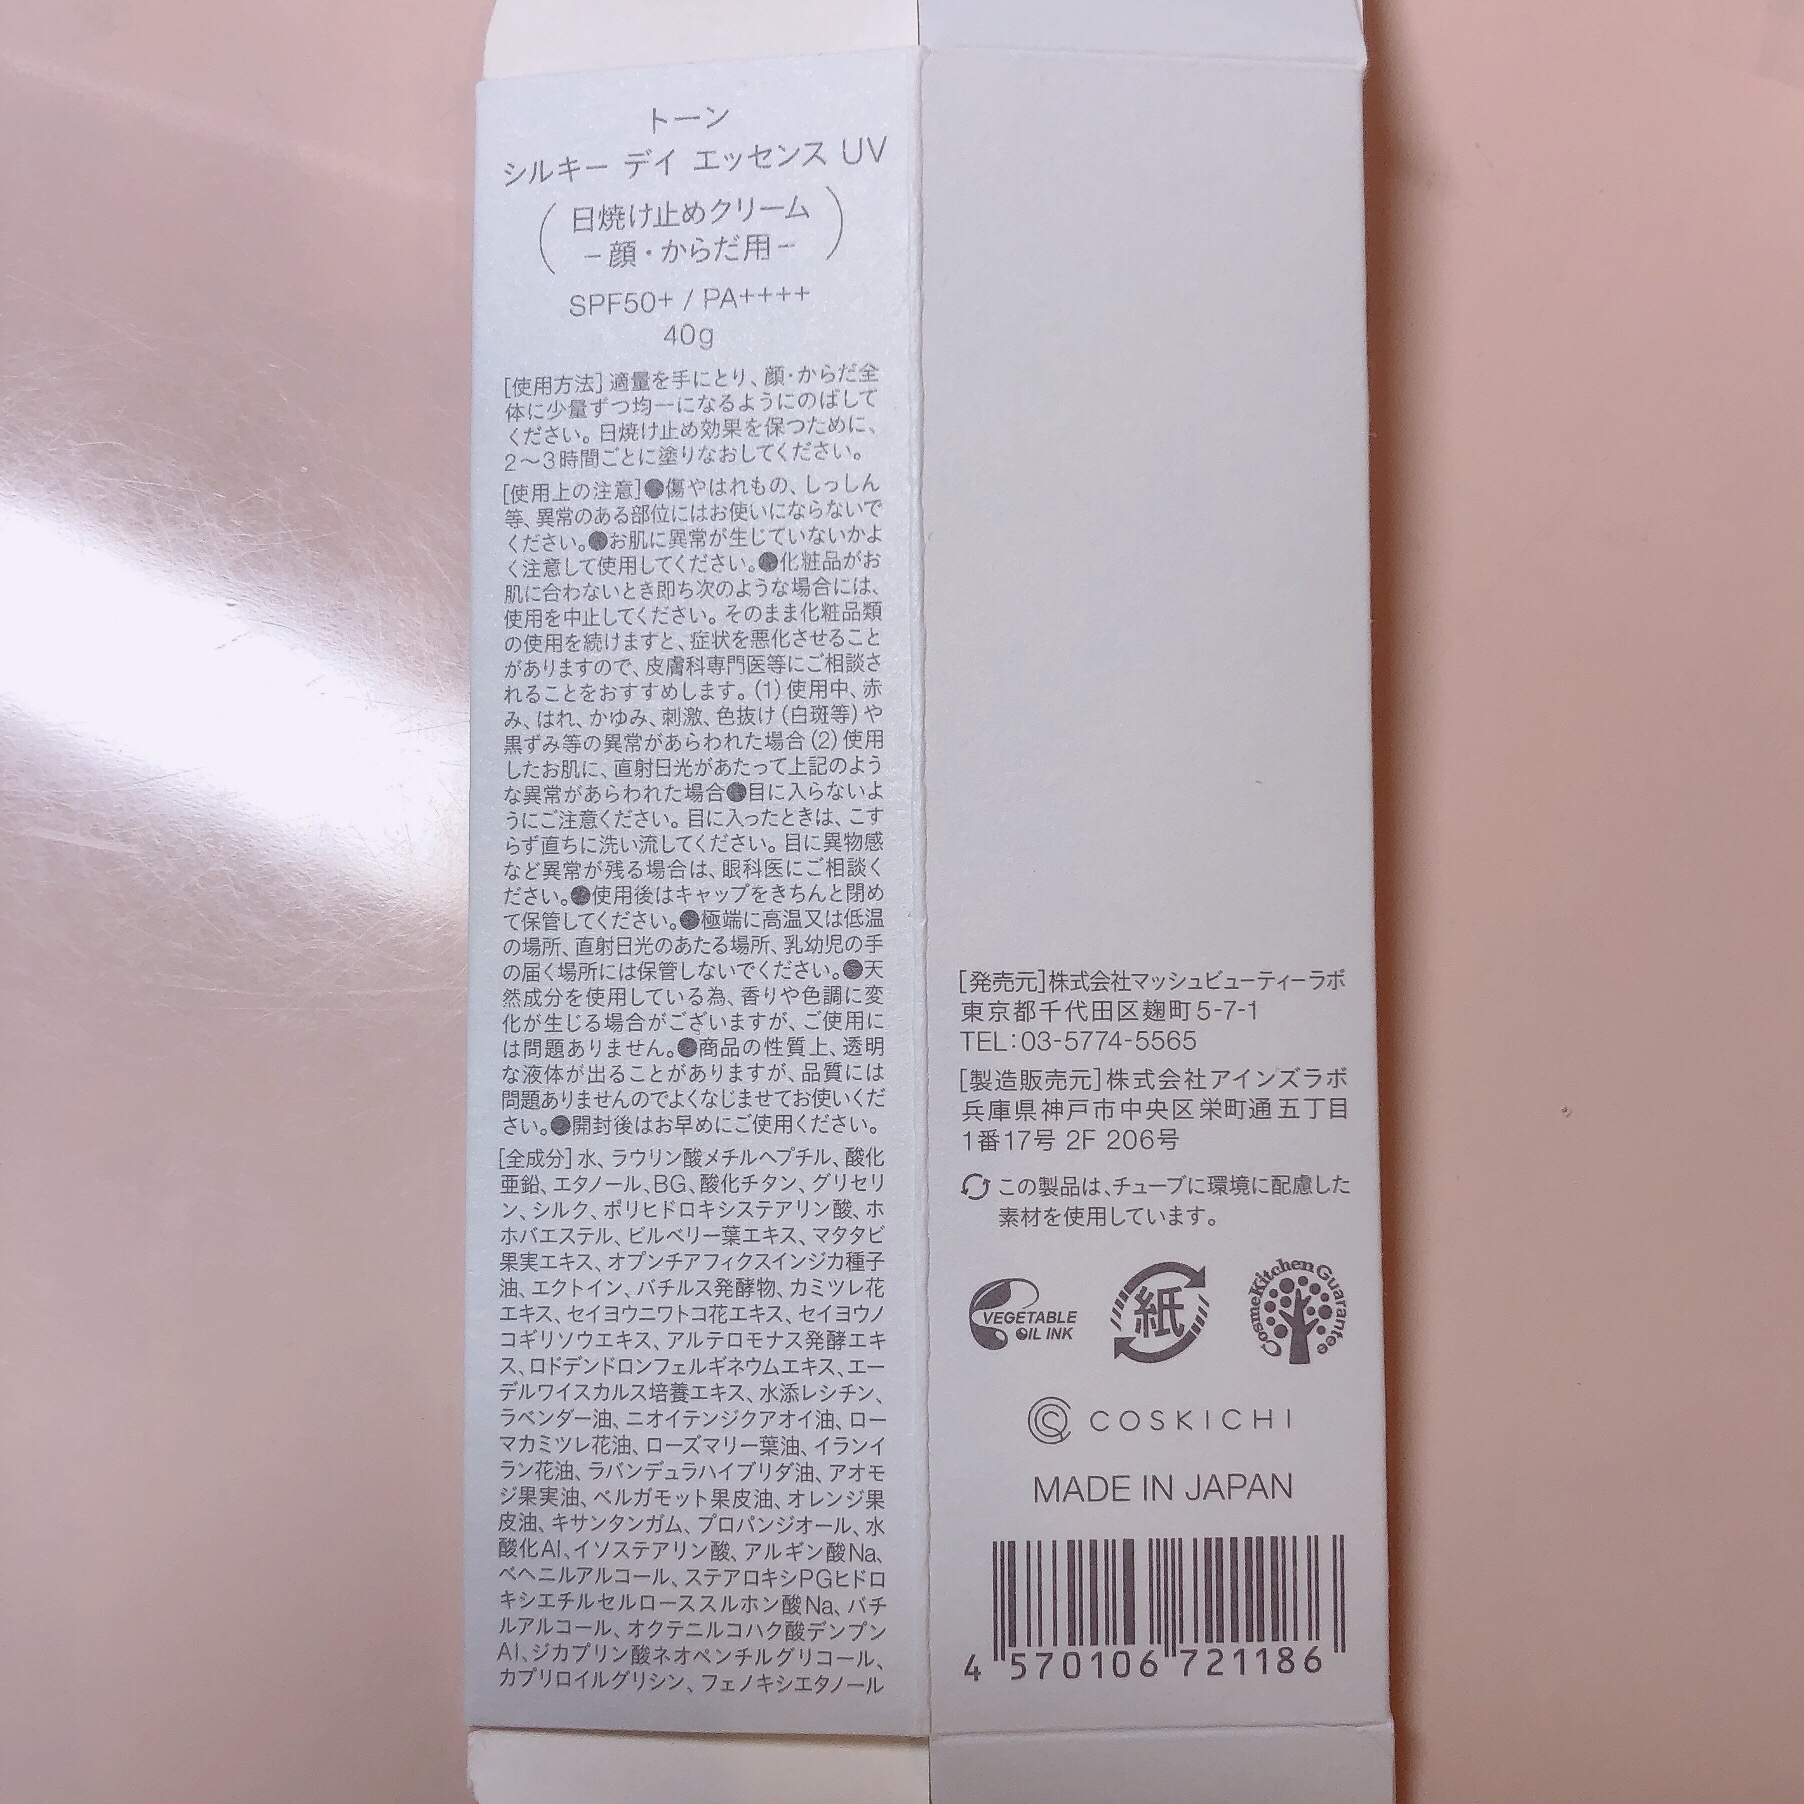 トーン
シルキー デイ エッセンス UV
(日焼け止めクリーム
－顔・からだ用－)
SPF50+ / PA++++
40g
[使用方法]適量を手にとり、顔・からだ全
体に少量ずつ均一になるようにのばして
ください。日焼け止め効果を保つために、
2〜3時間ごとに塗りなおしてください。
[使用上の注意]●傷やはれもの、しっしん
等、異常のある部位にはお使いにならないで
ください。●お肌に異常が生じていないかよ
く注意して使用してください。●化粧品がお
肌に合わないとき即ち次のような場合には、
使用を中止してください。そのまま化粧品類
の使用を続けますと、症状を悪化させること
がありますので、皮膚科専門医等にご相談さ
れることをおすすめします。(1)使用中、赤
み、はれ、かゆみ、刺激、色抜け(白斑等)や
黒ずみ等の異常があらわれた場合(2)使用
したお肌に、直射日光があたって上記のよう
な異常があらわれた場合●目に入らないよ
うにご注意ください。目に入ったときは、こす
らず直ちに洗い流してください。目に異物感
など異常が残る場合は、眼科医にご相談く
ださい。●使用後はキャップをきちんと閉め
て保管してください。●極端に高温又は低温
の場所、直射日光のあたる場所、乳幼児の手
の届く場所には保管しないでください。●天
然成分を使用している為、香りや色調に変
化が生じる場合がございますが、ご使用に
は問題ありません。●商品の性質上、透明
な液体が出ることがありますが、品質には
問題ありませんのでよくなじませてお使いくだ
さい。●開封後はお早めにご使用ください。
[全成分]水、ラウリン酸メチルヘプチル、酸化
亜鉛、エタノール、BG、酸化チタン、グリセリ
ン、シルク、ポリヒドロキシステアリン酸、ホ
ホバエステル、ビルベリー葉エキス、マタタビ
果実エキス、オプンチアフィクスインジカ種子
油、エクトイン、バチルス発酵物、カミツレ花
エキス、セイヨウニワトコ花エキス、セイヨウノ
コギリソウエキス、アルテロモナス発酵エキ
ス、ロドデンドロンフェルギネウムエキス、エー
デルワイスカルス培養エキス、水添レシチン、
ラベンダー油、ニオイテンジクアオイ油、ロー
マカミツレ花油、ローズマリー葉油、イランイ
ラン花油、ラバンデュラハイブリダ油、アオモ
ジ果実油、ベルガモット果皮油、オレンジ果
皮油、キサンタンガム、プロパンジオール、水
酸化Al、イソステアリン酸、アルギン酸Na、
ベヘニルアルコール、ステアロキシPGヒドロ
キシエチルセルローススルホン酸Na、バチ
ルアルコール、オクテニルコハク酸デンプン
Al、ジカプリン酸ネオペンチルグリコール、
カプリロイルグリシン、フェノキシエタノール
[発売元]株式会社マッシュビューティーラボ
東京都千代田区麹町5-7-1
TEL：03-5774-5565
[製造販売元]株式会社アインズラボ
兵庫県神戸市中央区栄町通五丁目
1番17号 2F 206号
この製品は、チューブに環境に配慮した
素材を使用しています。
VEGETABLE
OIL INK
紙
CosmeKitchen Guarantee
COSKICHI
MADE IN JAPAN
4 570106 721186